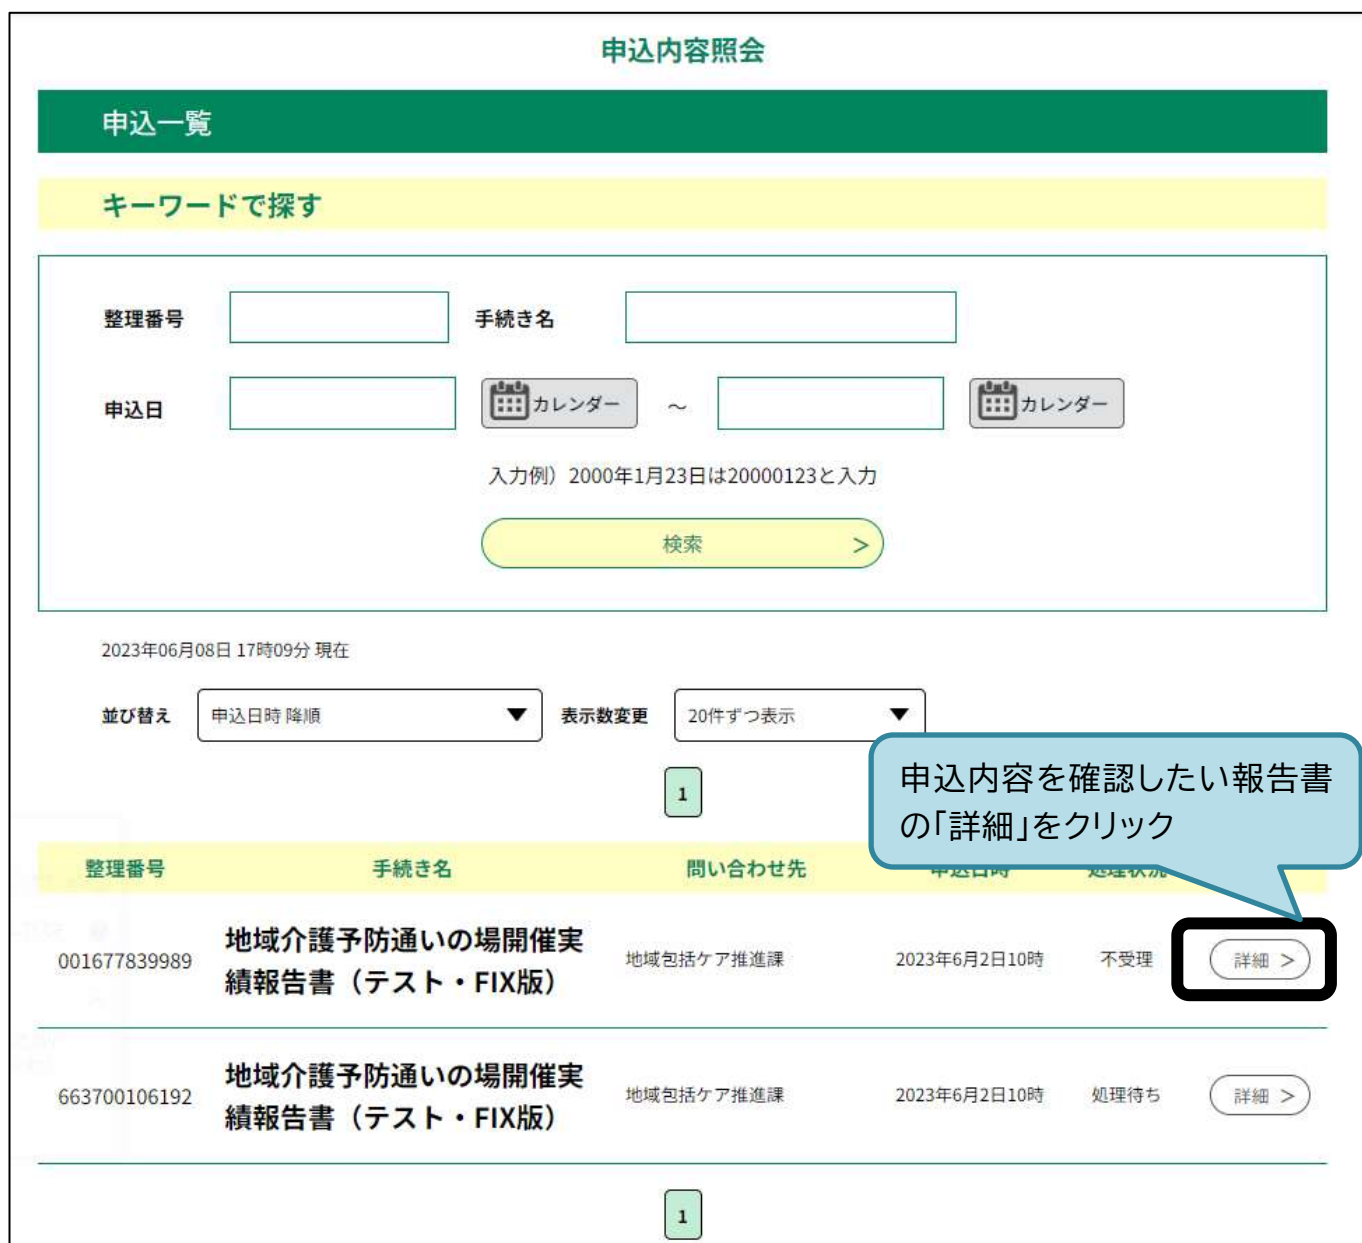 申込内容照会
申込一覧
キーワードで探す
整理番号 手続き名
申込日 カレンダー ～ カレンダー
入力例）2000年1月23日は20000123と入力
検索 >
2023年06月08日 17時09分 現在
並び替え 申込日時 降順 ▼ 表示数変更 20件ずつ表示 ▼
申込内容を確認したい報告書
の「詳細」をクリック
1
整理番号 手続き名 問い合わせ先 申込日時 処理状況
001677839989 地域介護予防通いの場開催実
績報告書（テスト・FIX版） 地域包括ケア推進課 2023年6月2日10時 不受理 詳細 >
663700106192 地域介護予防通いの場開催実
績報告書（テスト・FIX版） 地域包括ケア推進課 2023年6月2日10時 処理待ち 詳細 >
1